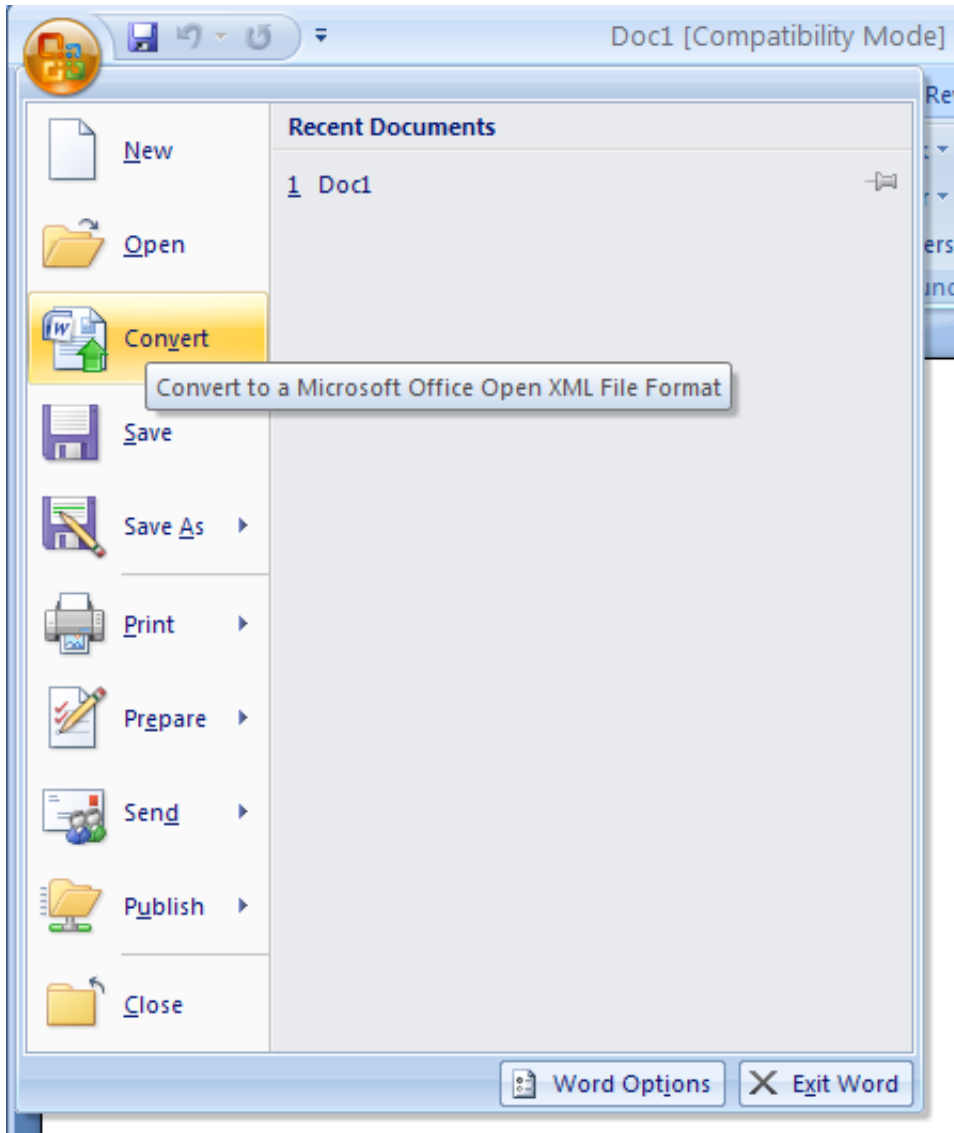 Doc1 [Compatibility Mode]
Recent Documents
1 Doc1
New
Open
Convert
Convert to a Microsoft Office Open XML File Format
Save
Save As
Print
Prepare
Send
Publish
Close
Word Options
Exit Word